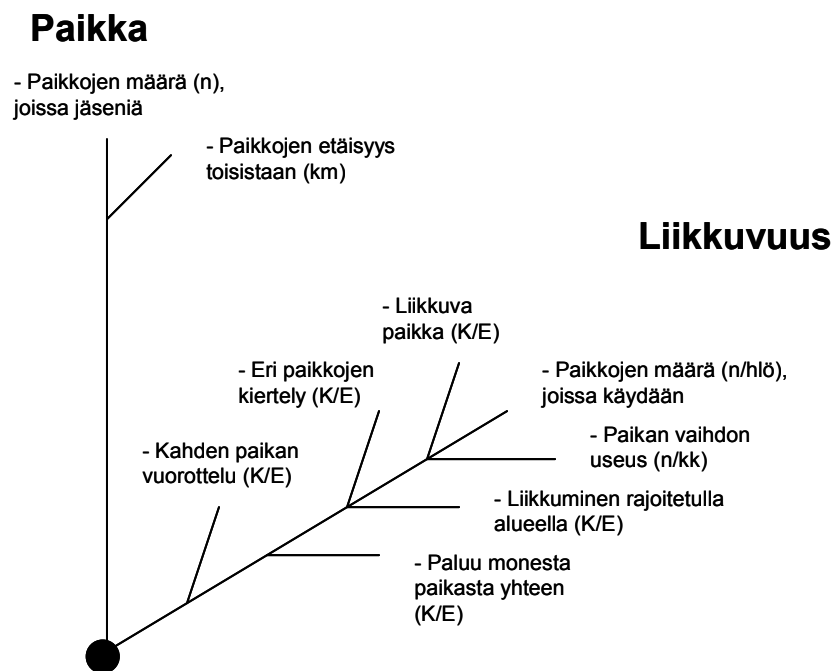 Paikka
- Paikkojen määrä (n),
joissa jäseniä
- Paikkojen etäisyys
toisistaan (km)
Liikkuvuus
- Liikkuva
paikka (K/E)
- Eri paikkojen
kiertely (K/E)
- Paikkojen määrä (n/hlö),
joissa käydään
- Kahden paikan
vuorottelu (K/E)
- Paikan vaihdon
useus (n/kk)
- Liikkuminen rajoitetulla
alueella (K/E)
- Paluu monesta
paikasta yhteen
(K/E)